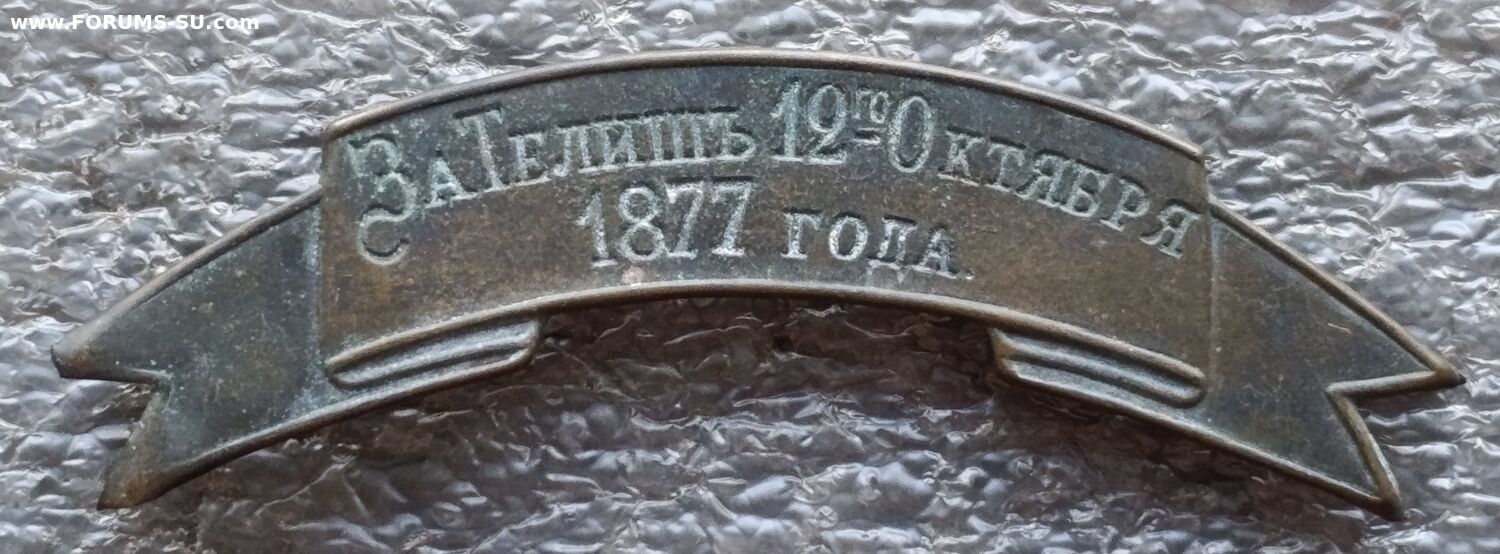 www.FORUMS-SU.com
За Телишъ 12го Октября
1877 года.